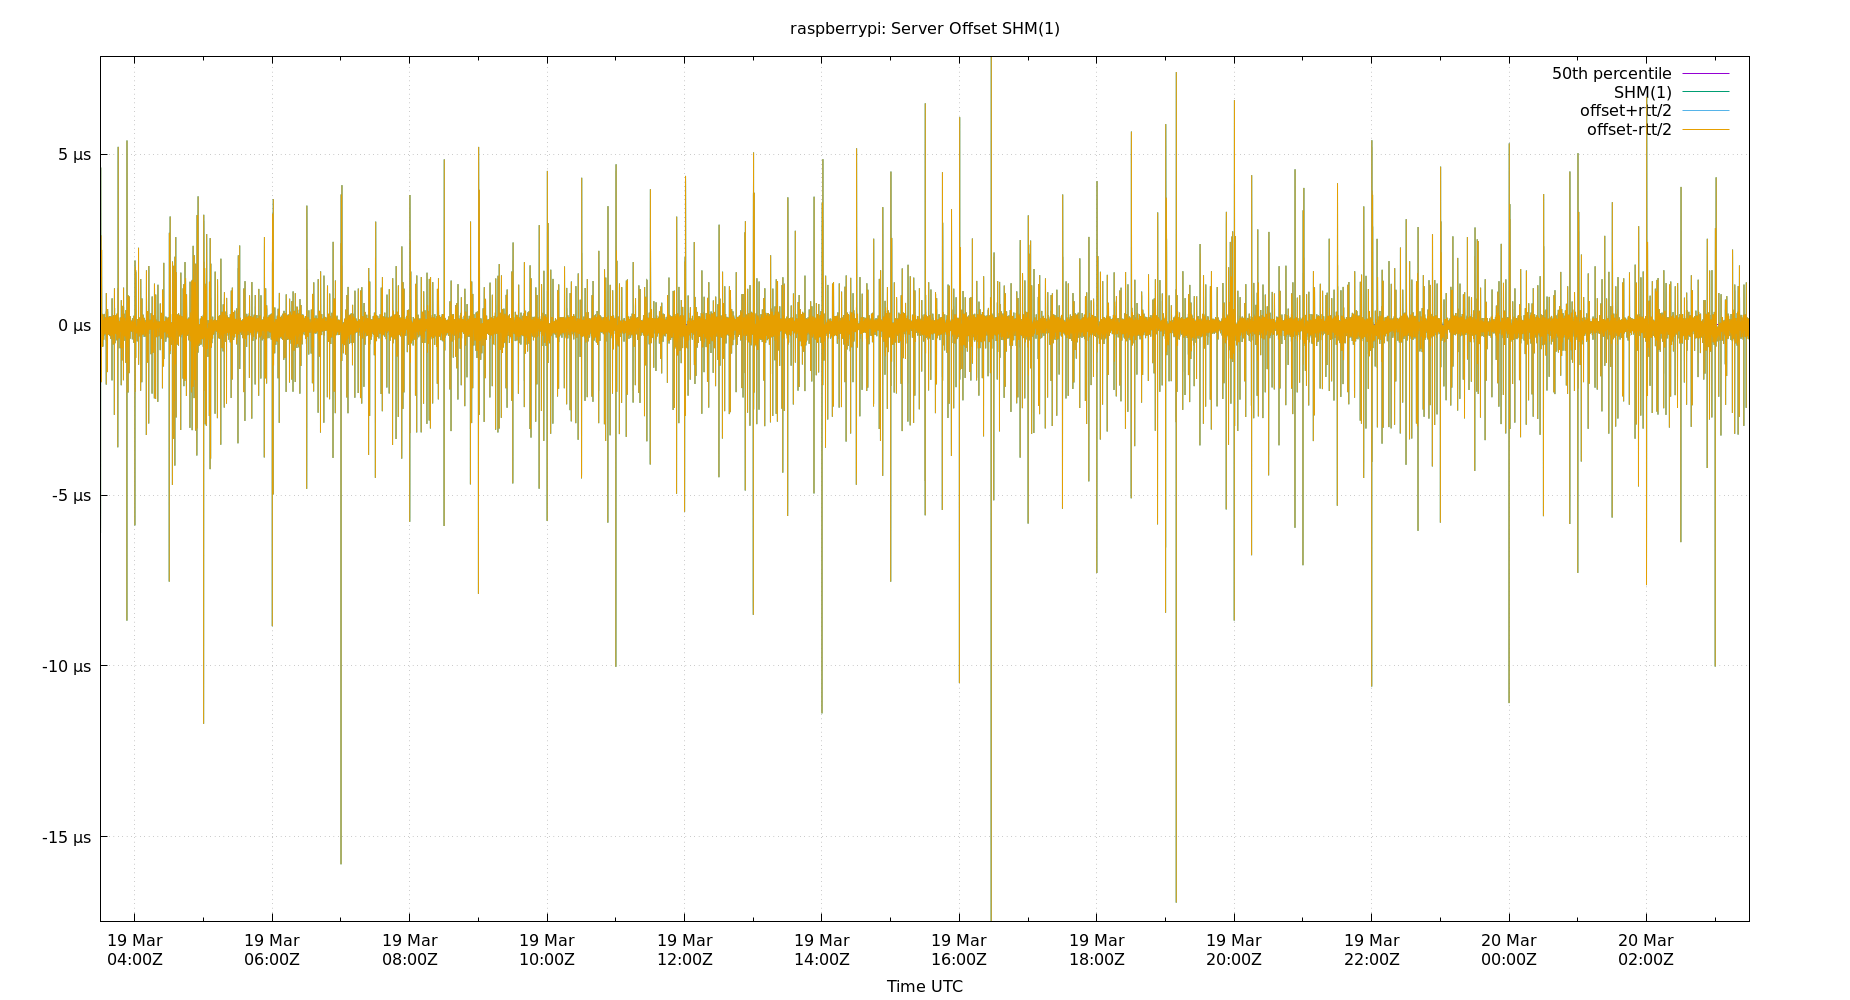 raspberrypi: Server Offset SHM(1)
50th percentile
SHM(1)
offset+rtt/2
offset-rtt/2
5 µs
0 µs
-5 µs
-10 µs
-15 µs
19 Mar 19 Mar 19 Mar 19 Mar 19 Mar 19 Mar 19 Mar 19 Mar 19 Mar 19 Mar 20 Mar 20 Mar
04:00Z 06:00Z 08:00Z 10:00Z 12:00Z 14:00Z 16:00Z 18:00Z 20:00Z 22:00Z 00:00Z 02:00Z
Time UTC